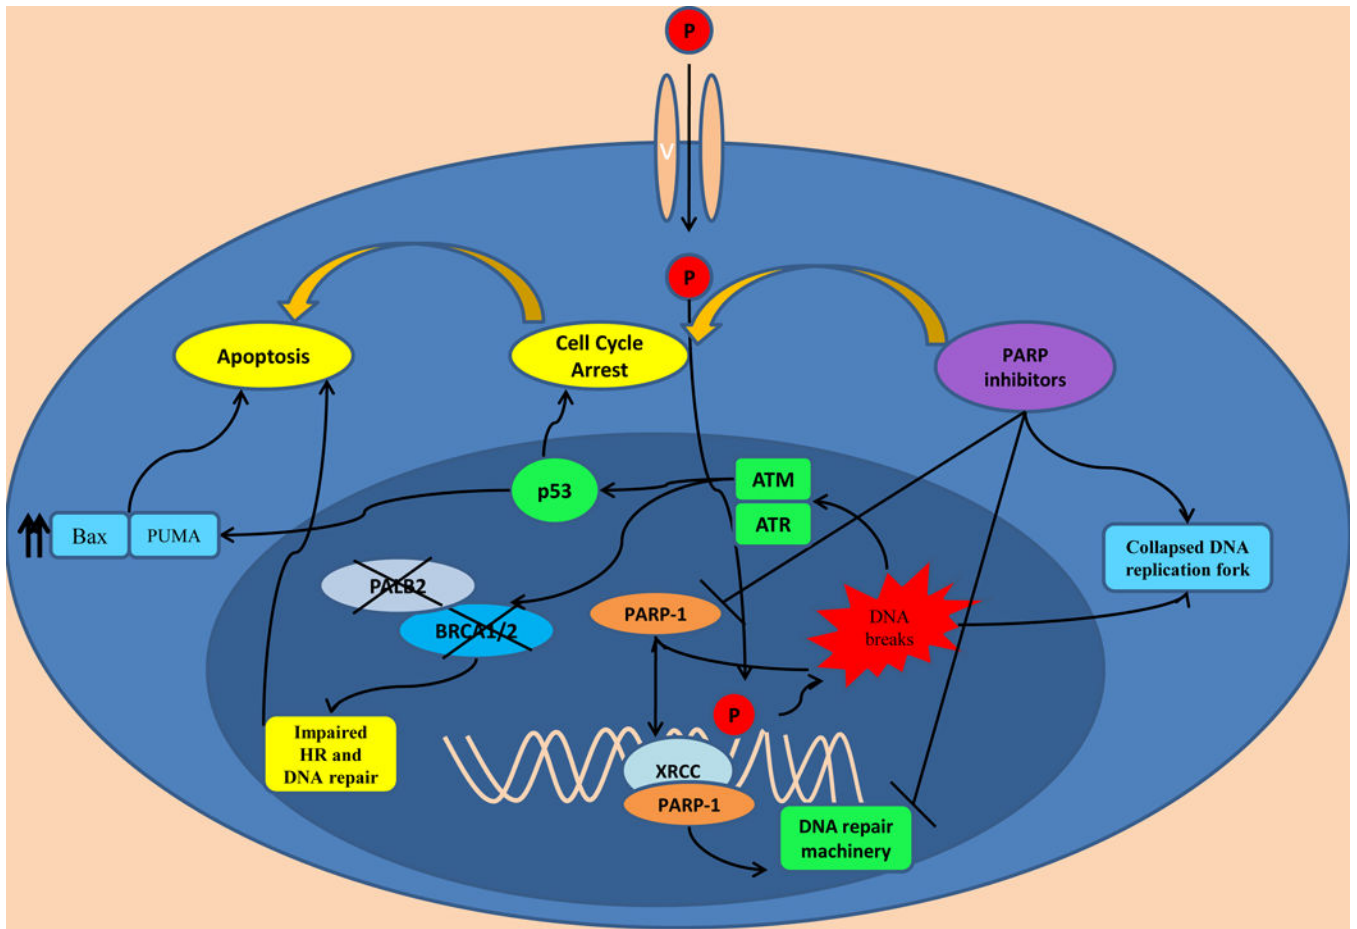 P
V
P
Apoptosis
Cell Cycle
Arrest
PARP
inhibitors
p53
ATM
ATR
Bax
PUMA
Collapsed DNA
replication fork
PALB2
BRCA1/2
PARP-1
DNA
breaks
P
Impaired
HR and
DNA repair
XRCC
PARP-1
DNA repair
machinery